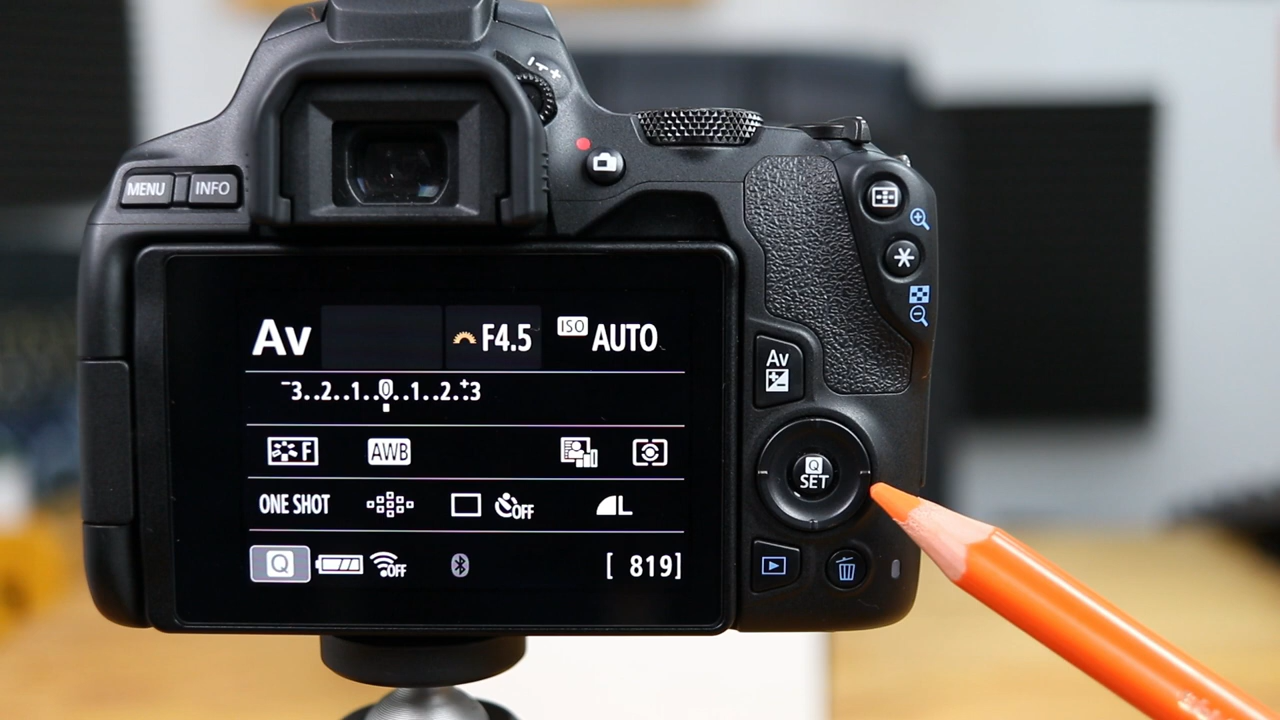 MENU INFO
Av F4.5 ISO AUTO
-3..2..1..0..1..2..+3
F AWB
ONE SHOT OFF L
Q OFF [ 819]
Av
Q
SET